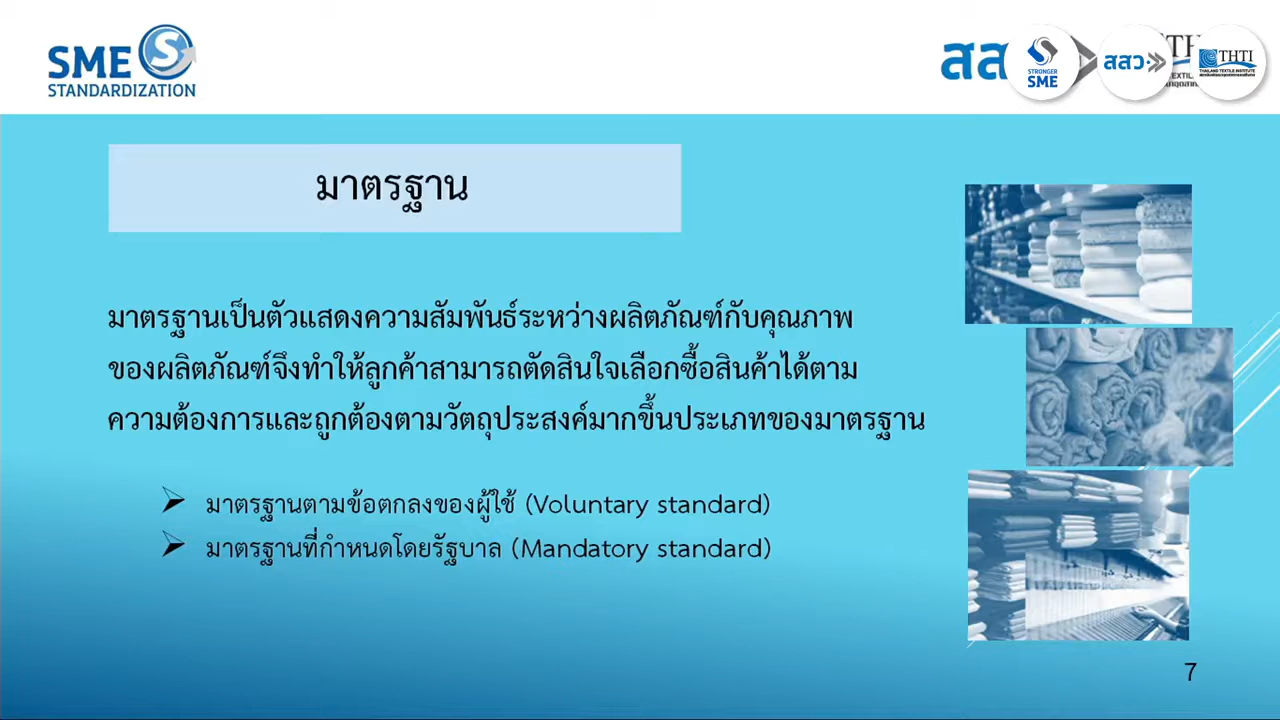 SME
STANDARDIZATION
สส
STRONGER
SME
สสว.
THTI
THAILAND TEXTILE INSTITUTE
มาตรฐาน
มาตรฐานเป็นตัวแสดงความสัมพันธ์ระหว่างผลิตภัณฑ์กับคุณภาพ
ของผลิตภัณฑ์จึงทำให้ลูกค้าสามารถตัดสินใจเลือกซื้อสินค้าได้ตาม
ความต้องการและถูกต้องตามวัตถุประสงค์มากขึ้นประเภทของมาตรฐาน
➢ มาตรฐานตามข้อตกลงของผู้ใช้ (Voluntary standard)
➢ มาตรฐานที่กำหนดโดยรัฐบาล (Mandatory standard)
7